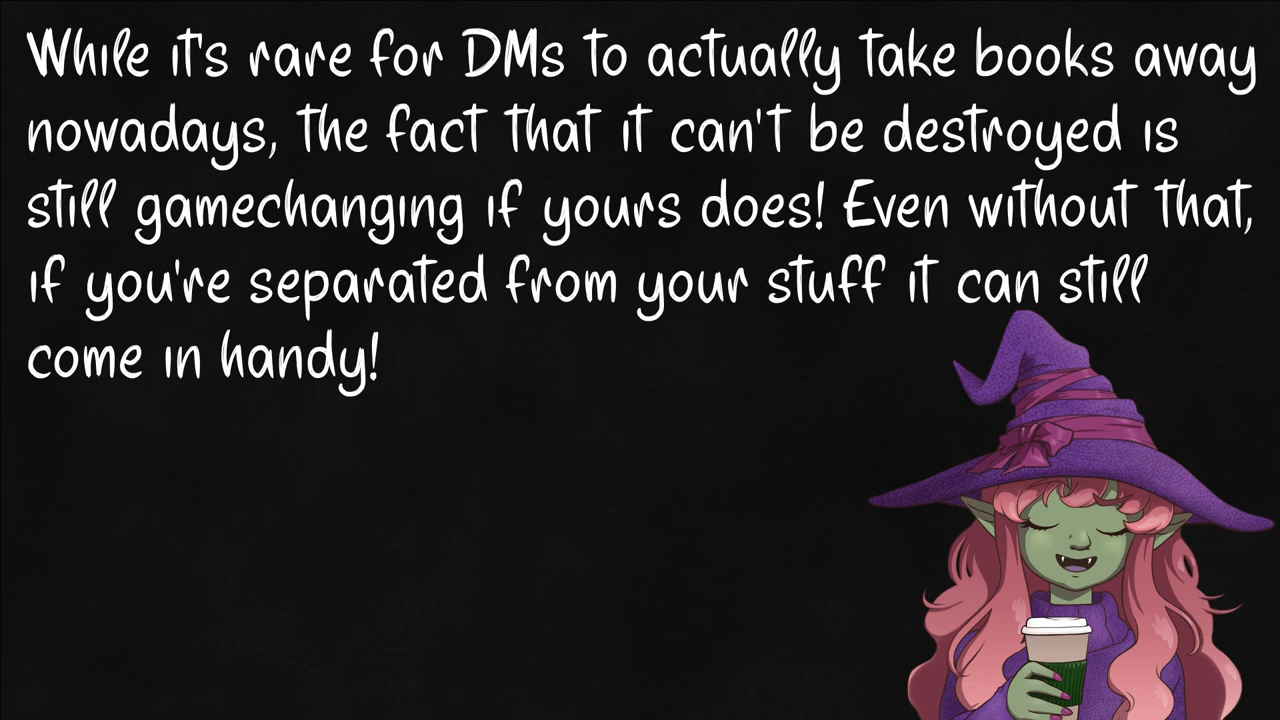 While it's rare for DMs to actually take books away
nowadays, the fact that it can't be destroyed is
still gamechanging if yours does! Even without that,
if you're separated from your stuff it can still
come in handy!